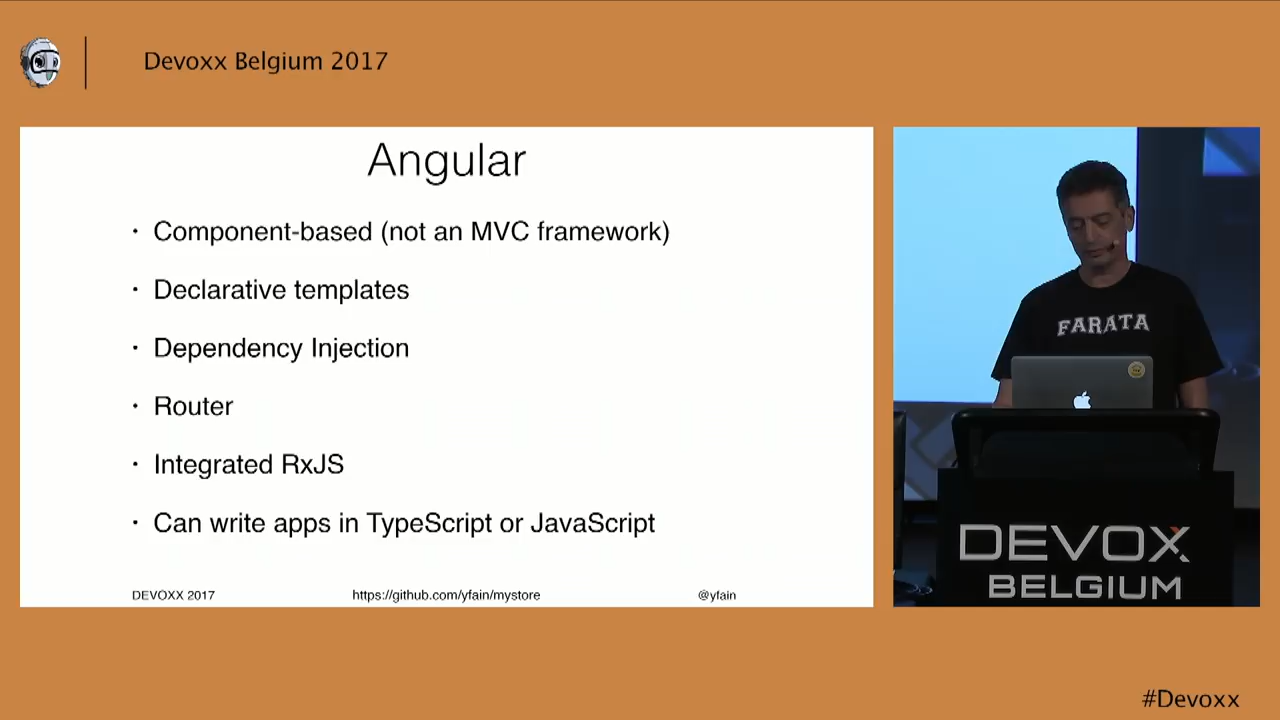 Devoxx Belgium 2017
Angular
• Component-based (not an MVC framework)
• Declarative templates
• Dependency Injection
• Router
• Integrated RxJS
• Can write apps in TypeScript or JavaScript
DEVOXX 2017 https://github.com/yfain/mystore @yfain
FARATA
DEVOXX
BELGIUM
#Devoxx